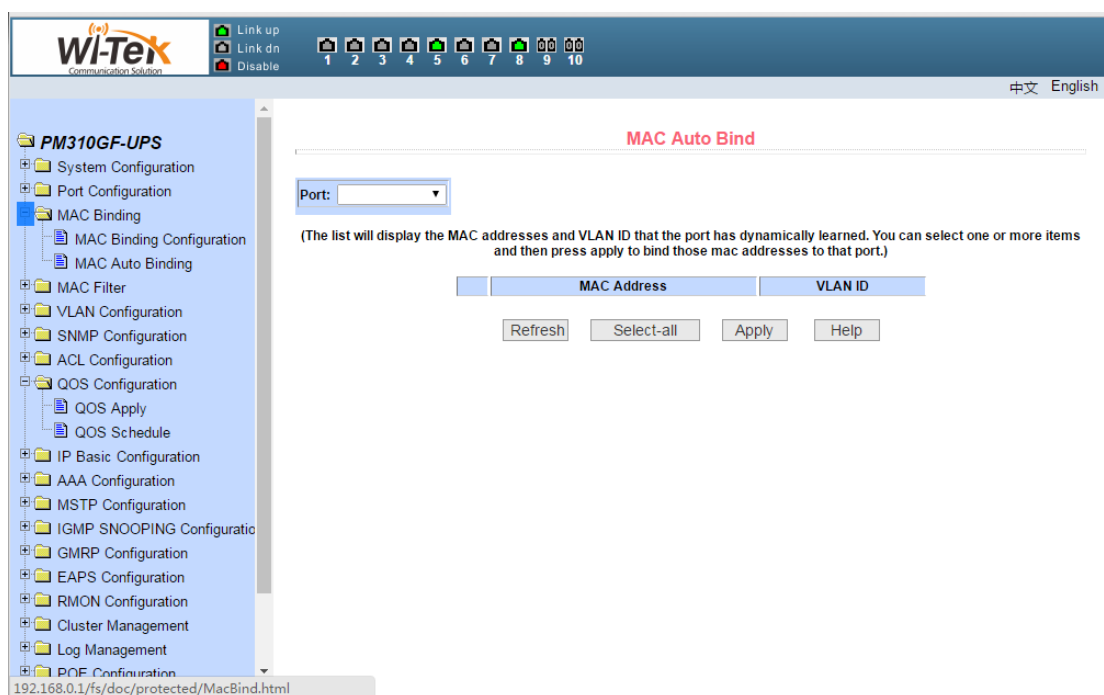 Wi-Tek
Communication Solution
Link up
Link dn
Disable
1 2 3 4 5 6 7 8 9 10
中文 English
PM310GF-UPS
System Configuration
Port Configuration
MAC Binding
MAC Binding Configuration
MAC Auto Binding
MAC Filter
VLAN Configuration
SNMP Configuration
ACL Configuration
QOS Configuration
QOS Apply
QOS Schedule
IP Basic Configuration
AAA Configuration
MSTP Configuration
IGMP SNOOPING Configuratio
GMRP Configuration
EAPS Configuration
RMON Configuration
Cluster Management
Log Management
POE Configuration
192.168.0.1/fs/doc/protected/MacBind.html
MAC Auto Bind
Port:
(The list will display the MAC addresses and VLAN ID that the port has dynamically learned. You can select one or more items
and then press apply to bind those mac addresses to that port.)
MAC Address VLAN ID
Refresh Select-all Apply Help